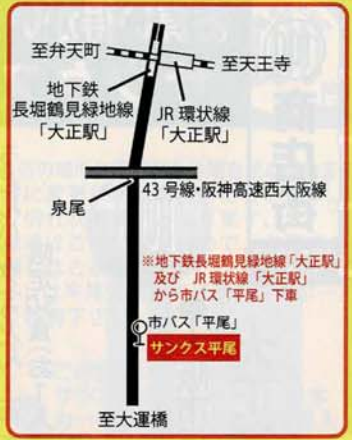 至弁天町
至天王寺
地下鉄
長堀鶴見緑地線
「大正駅」
JR 環状線
「大正駅」
43号線・阪神高速西大阪線
泉尾
※地下鉄長堀鶴見緑地線「大正駅」
及び JR環状線「大正駅」
から市バス「平尾」下車
市バス「平尾」
サンクス平尾
至大運橋